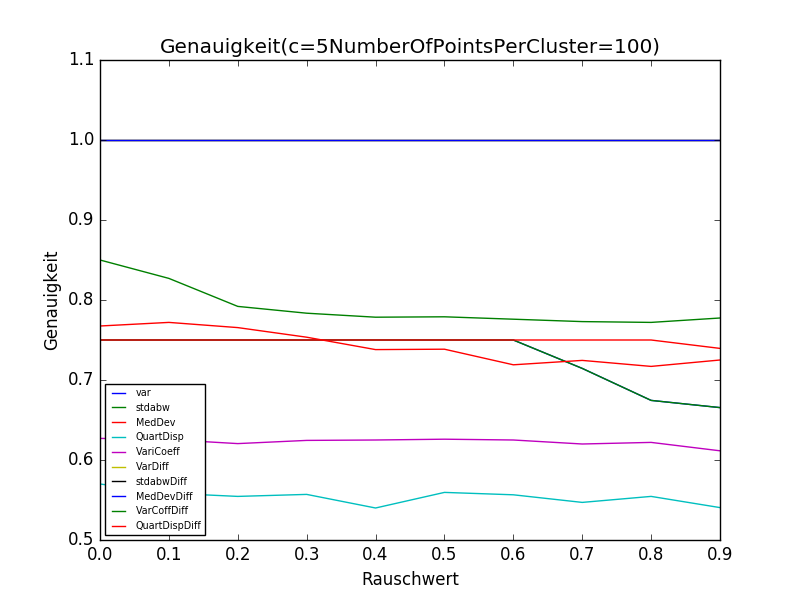 Genauigkeit(c=5NumberOfPointsPerCluster=100)
1.1
1.0
0.9
0.8
0.7
0.6
0.5
Genauigkeit
var
stdabw
MedDev
QuartDisp
VariCoeff
VarDiff
stdabwDiff
MedDevDiff
VarCoffDiff
QuartDispDiff
0.0 0.1 0.2 0.3 0.4 0.5 0.6 0.7 0.8 0.9
Rauschwert